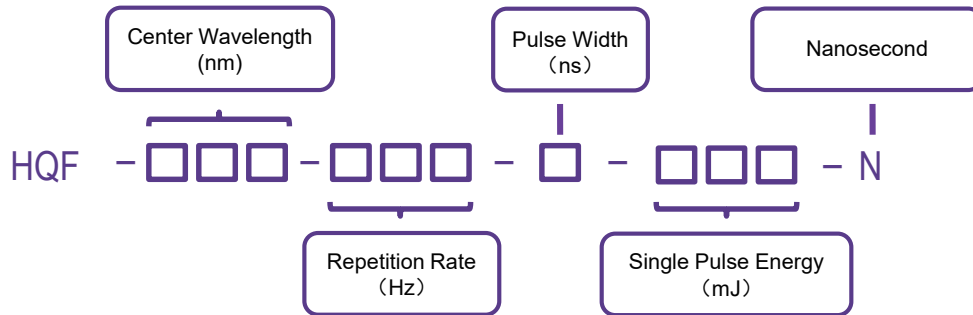 Center Wavelength
(nm)
Pulse Width
（ns）
Nanosecond
HQF – □□□ – □□□ – □ – □□□ – N
Repetition Rate
（Hz）
Single Pulse Energy
（mJ）